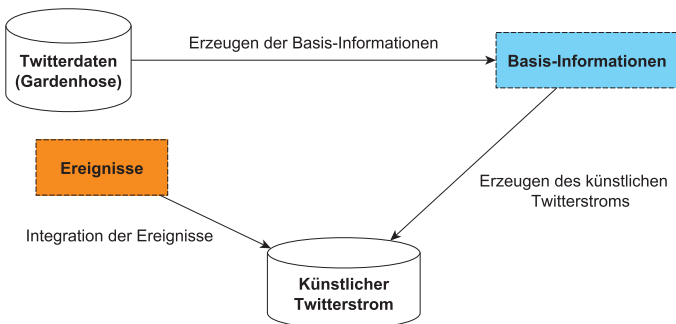 Erzeugen der Basis-Informationen
Twitterdaten
(Gardenhose)
Basis-Informationen
Ereignisse
Erzeugen des künstlichen
Twitterstroms
Integration der Ereignisse
Künstlicher
Twitterstrom